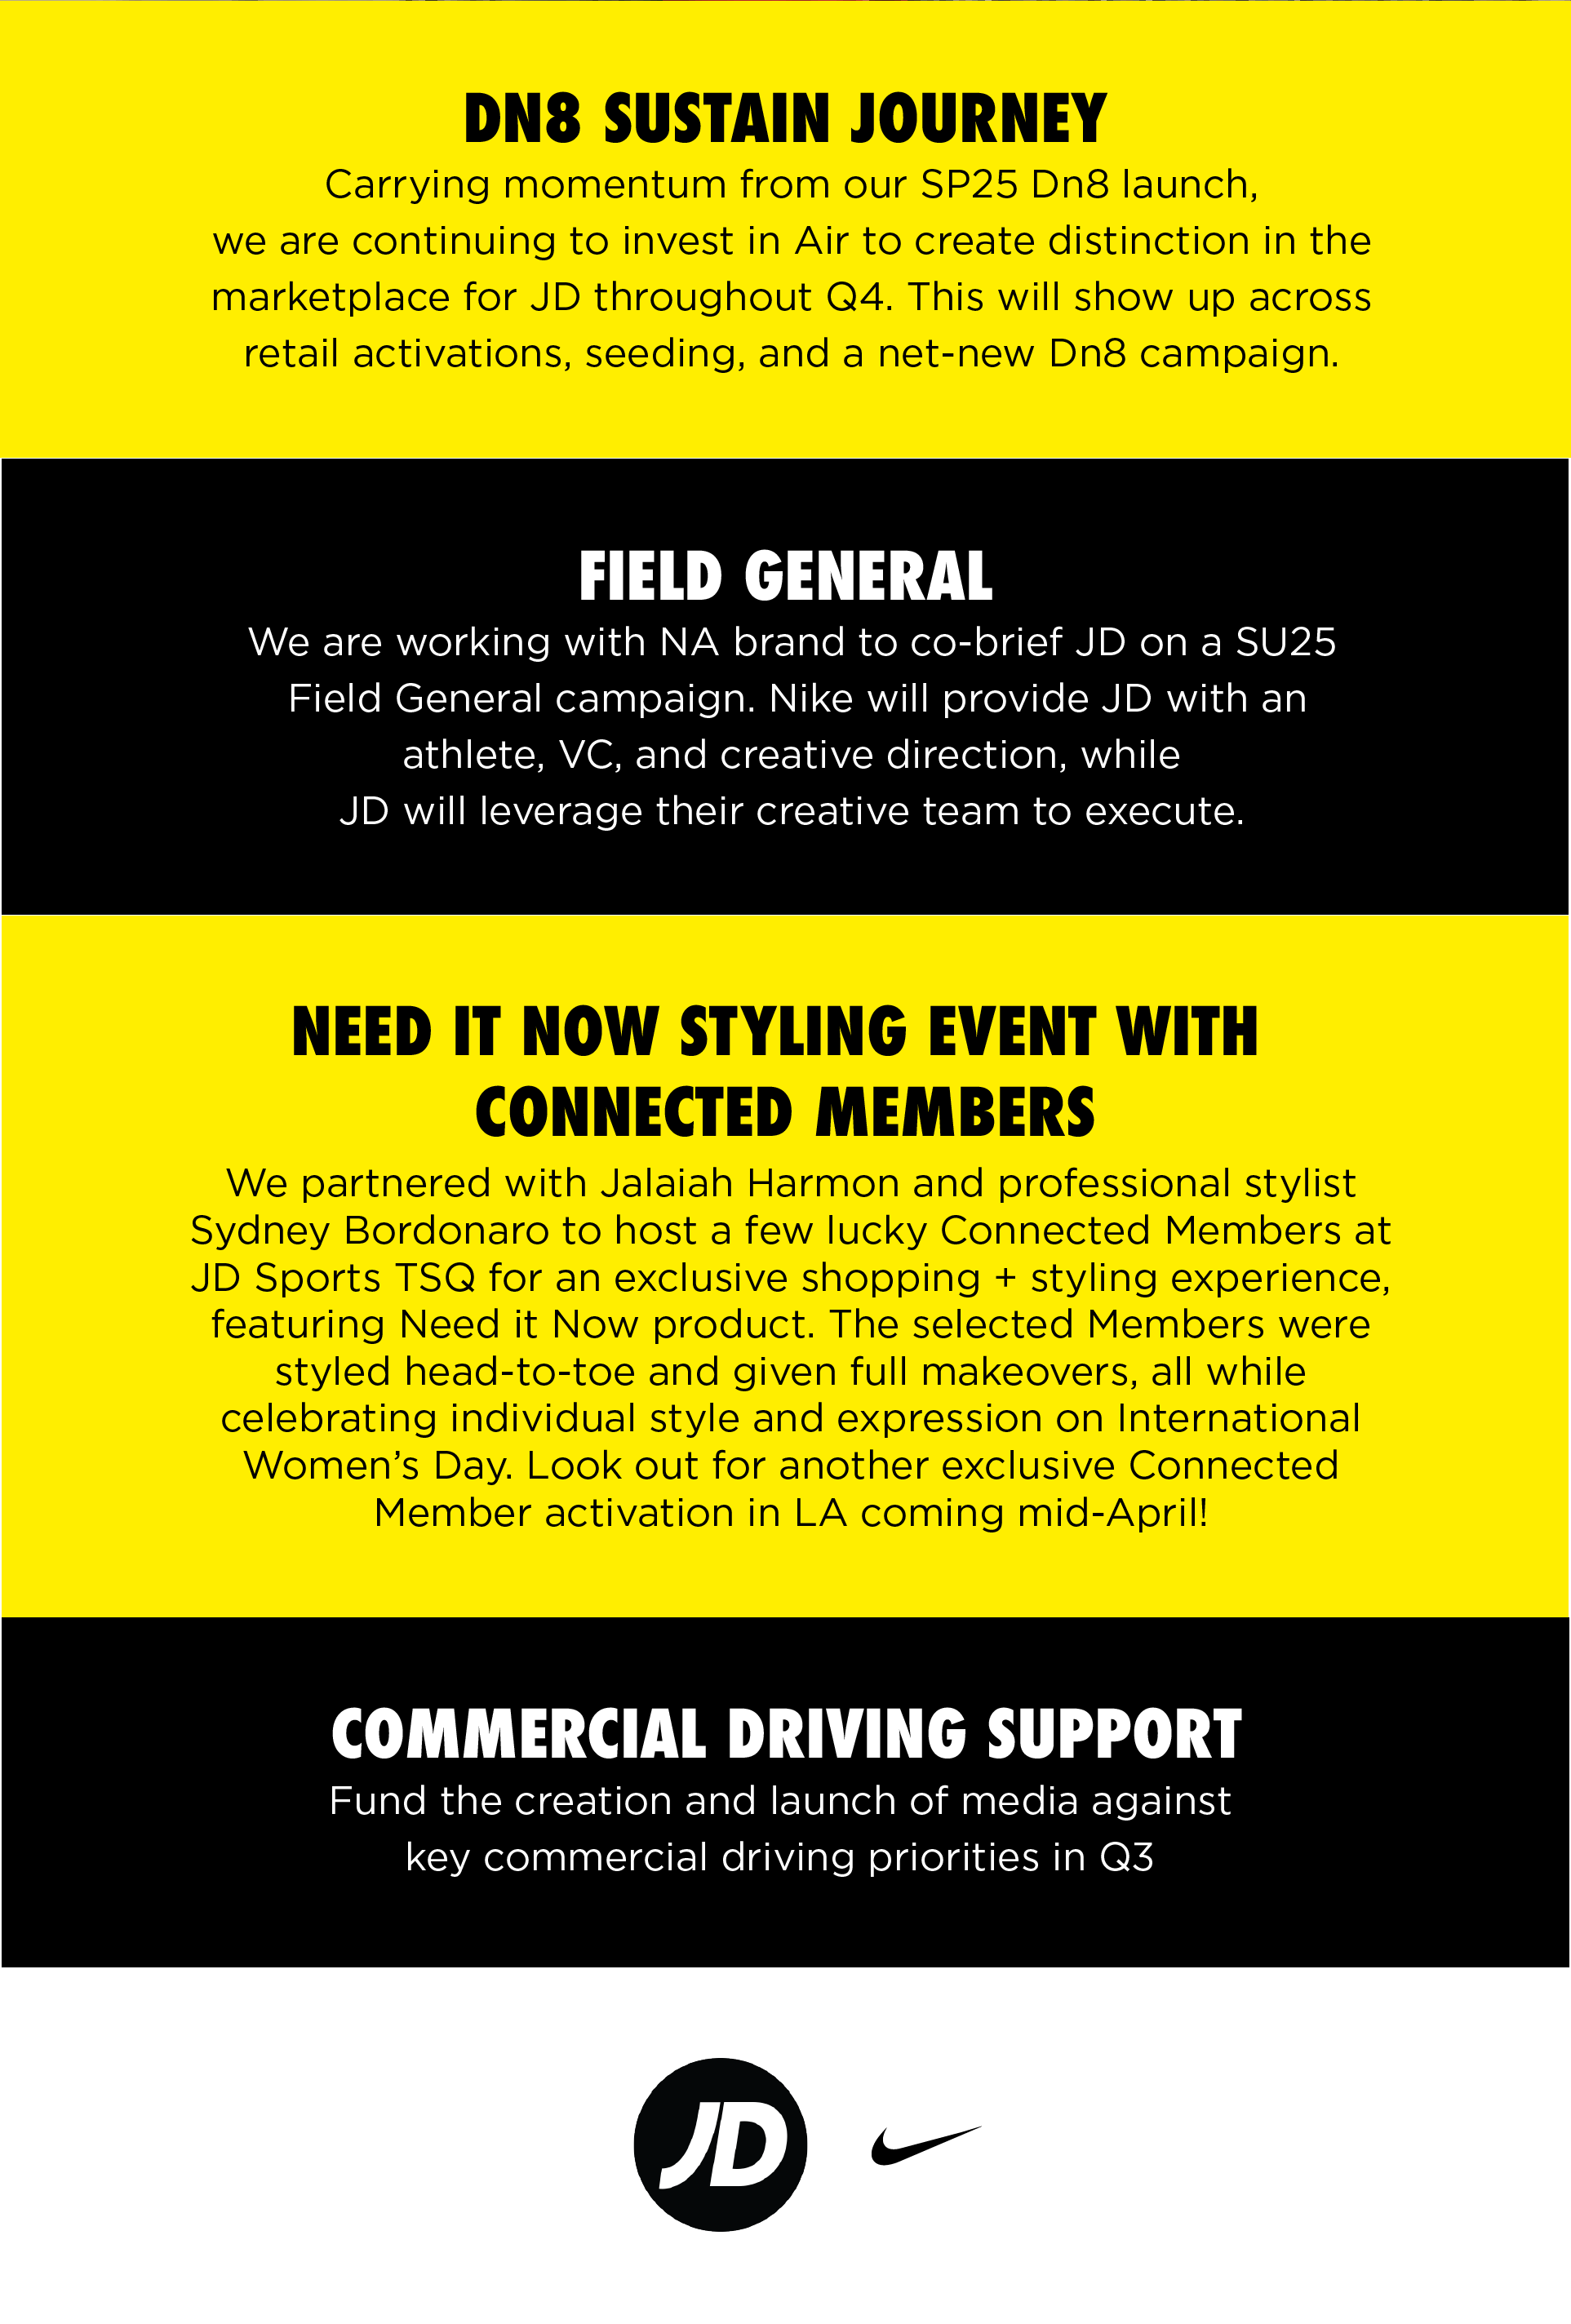 DN8 SUSTAIN JOURNEY
Carrying momentum from our SP25 Dn8 launch,
we are continuing to invest in Air to create distinction in the
marketplace for JD throughout Q4. This will show up across
retail activations, seeding, and a net-new Dn8 campaign.
FIELD GENERAL
We are working with NA brand to co-brief JD on a SU25
Field General campaign. Nike will provide JD with an
athlete, VC, and creative direction, while
JD will leverage their creative team to execute.
NEED IT NOW STYLING EVENT WITH
CONNECTED MEMBERS
We partnered with Jalaiah Harmon and professional stylist
Sydney Bordonaro to host a few lucky Connected Members at
JD Sports TSQ for an exclusive shopping + styling experience,
featuring Need it Now product. The selected Members were
styled head-to-toe and given full makeovers, all while
celebrating individual style and expression on International
Women’s Day. Look out for another exclusive Connected
Member activation in LA coming mid-April!
COMMERCIAL DRIVING SUPPORT
Fund the creation and launch of media against
key commercial driving priorities in Q3
JD